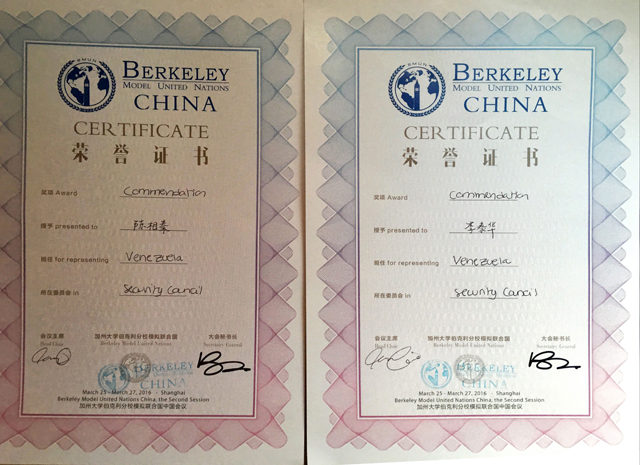 BMUN
BERKELEY
MODEL UNITED NATIONS
CHINA
CERTIFICATE
荣誉证书
奖项 Award Commendation
授予 presented to 陈相秦
担任 for representing Venezuela
所在委员会 in Security Council
会议主席 加州大学伯克利分校模拟联合国 大会秘书长
Head Chair Berkeley Model United Nations Secretary General
BERKELEY
CHINA
March 25 - March 27, 2016 · Shanghai
Berkeley Model United Nations China, the Second Session
加州大学伯克利分校模拟联合国中国会议
BMUN
BERKELEY
MODEL UNITED NATIONS
CHINA
CERTIFICATE
荣誉证书
奖项 Award Commendation
授予 presented to 李泰华
担任 for representing Venezuela
所在委员会 in Security Council
会议主席 加州大学伯克利分校模拟联合国 大会秘书长
Head Chair Berkeley Model United Nations Secretary General
BERKELEY
CHINA
March 25 - March 27, 2016 · Shanghai
Berkeley Model United Nations China, the Second Session
加州大学伯克利分校模拟联合国中国会议